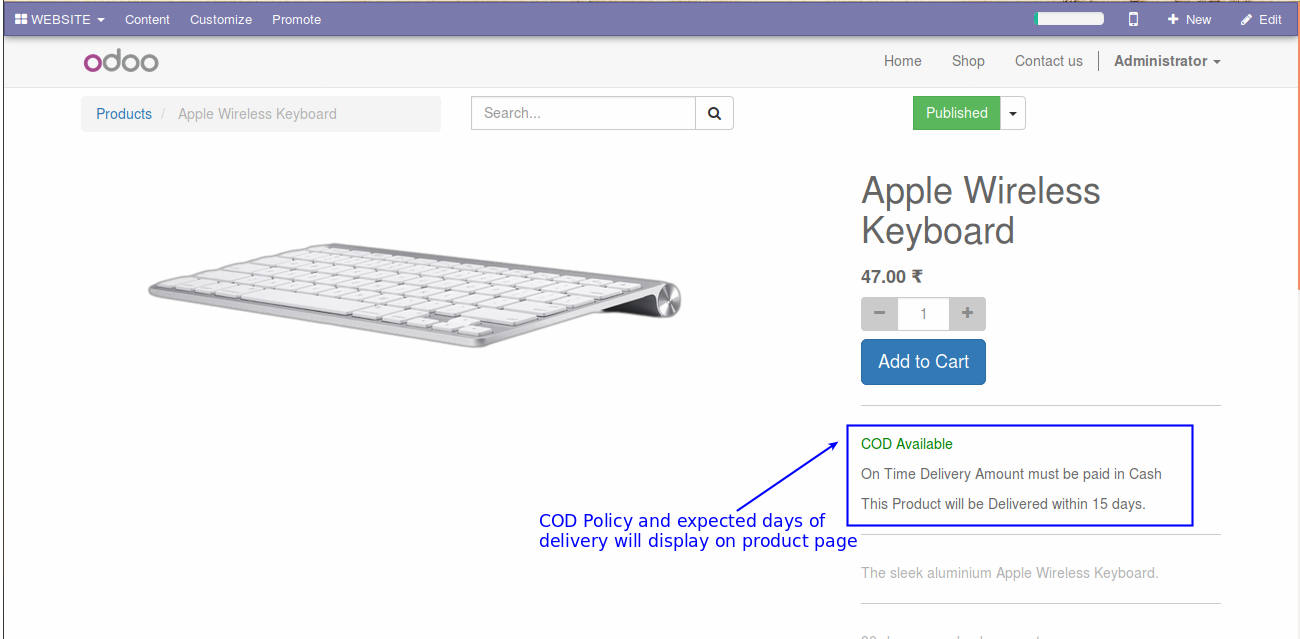 WEBSITE Content Customize Promote New Edit
odoo Home Shop Contact us Administrator
Products / Apple Wireless Keyboard Search... Published
Apple Wireless
Keyboard
47.00 ₹
1
Add to Cart
COD Available
On Time Delivery Amount must be paid in Cash
This Product will be Delivered within 15 days.
COD Policy and expected days of
delivery will display on product page
The sleek aluminium Apple Wireless Keyboard.